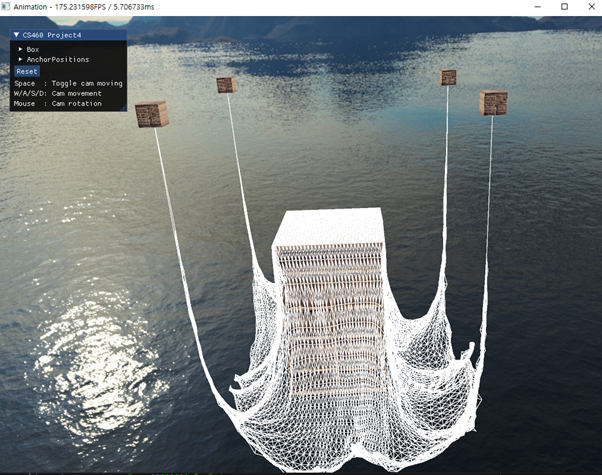 Animation - 175.231598FPS / 5.706733ms
▼ CS460 Project4
▶ Box
▶ AnchorPositions
Reset
Space : Toggle cam moving
W/A/S/D: Cam movement
Mouse : Cam rotation